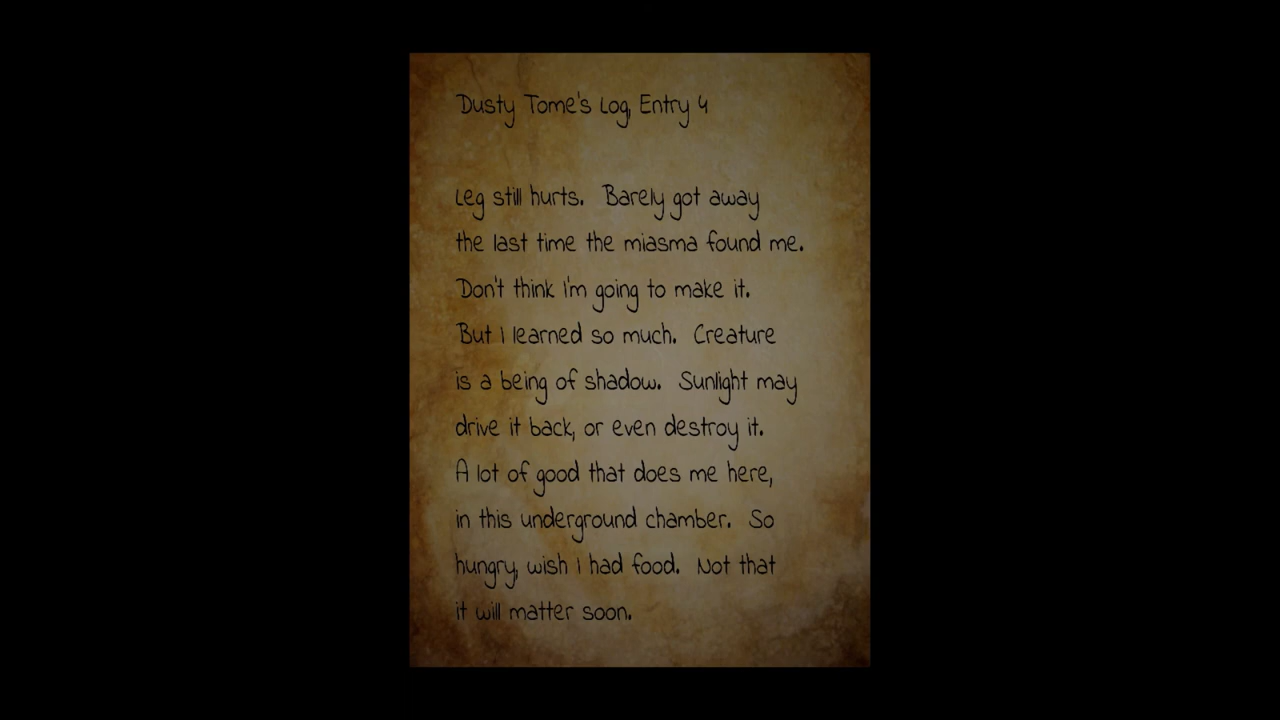 Dusty Tome's Log, Entry 4
Leg still hurts.  Barely got away
the last time the miasma found me.
Don't think I'm going to make it.
But I learned so much.  Creature
is a being of shadow.  Sunlight may
drive it back, or even destroy it.
A lot of good that does me here,
in this underground chamber.  So
hungry, wish I had food.  Not that
it will matter soon.